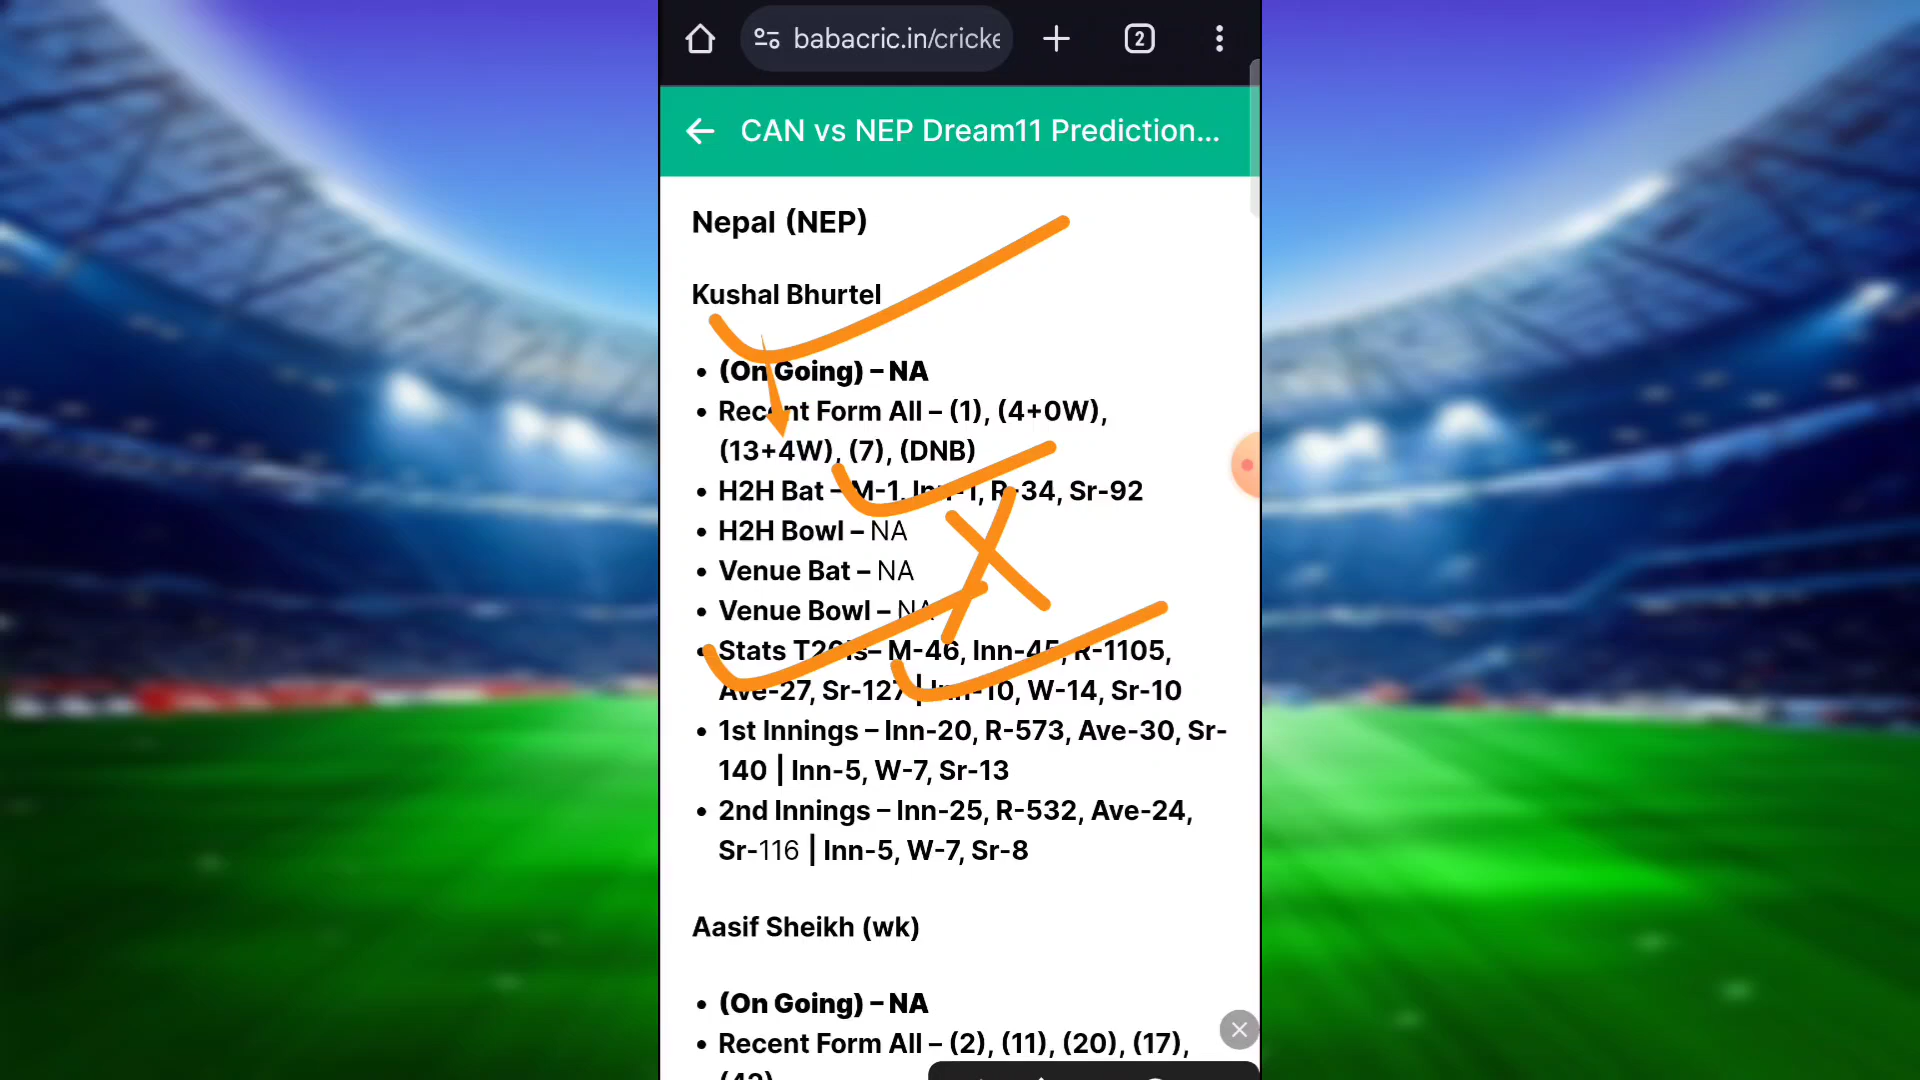 babacric.in/cricke
2
CAN vs NEP Dream11 Prediction...
Nepal (NEP)
Kushal Bhurtel
• (On Going) – NA
• Recent Form All – (1), (4+0W),
(13+4W), (7), (DNB)
• H2H Bat – M-1, Inn-1, R-34, Sr-92
• H2H Bowl – NA
• Venue Bat – NA
• Venue Bowl – NA
• Stats T20Is– M-46, Inn-45, R-1105,
Ave-27, Sr-127 | Inn-10, W-14, Sr-10
• 1st Innings – Inn-20, R-573, Ave-30, Sr-
140 | Inn-5, W-7, Sr-13
• 2nd Innings – Inn-25, R-532, Ave-24,
Sr-116 | Inn-5, W-7, Sr-8
Aasif Sheikh (wk)
• (On Going) – NA
• Recent Form All – (2), (11), (20), (17),